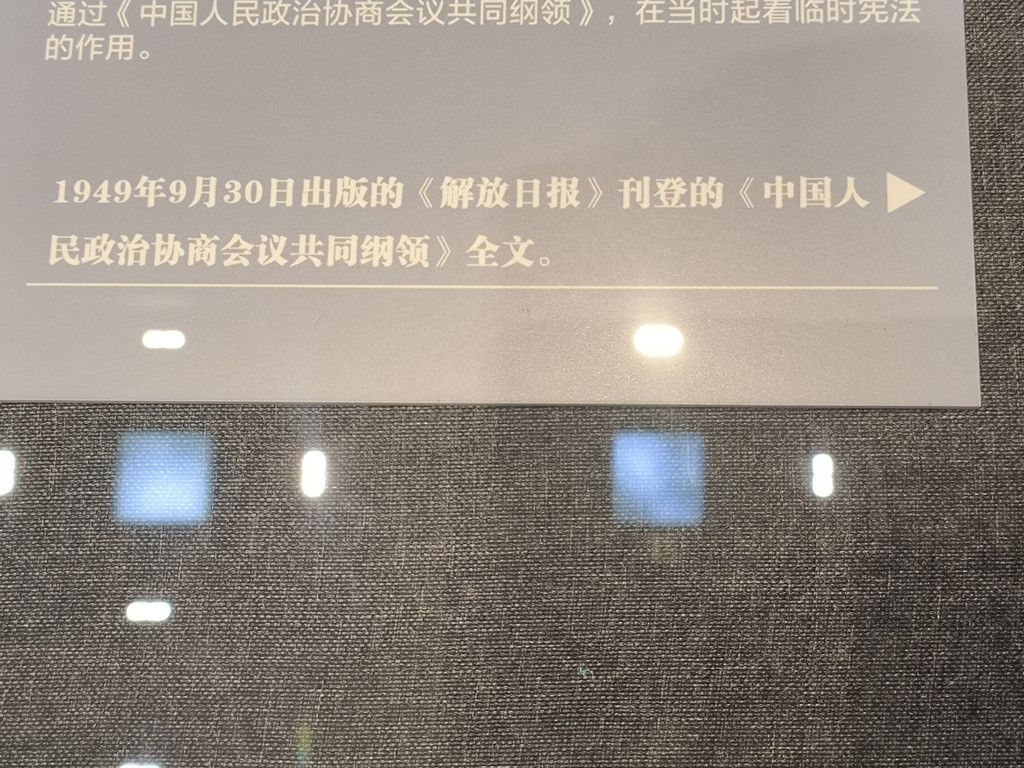 通过《中国人民政治协商会议共同纲领》，在当时起着临时宪法
的作用。
1949年9月30日出版的《解放日报》刊登的《中国人
民政治协商会议共同纲领》全文。